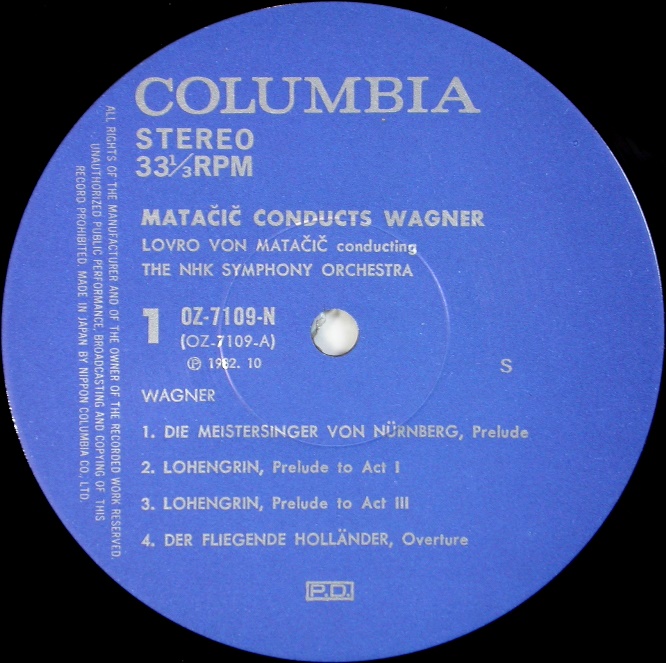 COLUMBIA
STEREO
33⅓RPM
MATAČIČ CONDUCTS WAGNER
LOVRO VON MATAČIČ conducting
THE NHK SYMPHONY ORCHESTRA
1 OZ-7109-N
(OZ-7109-A)
℗ 1982. 10
S
WAGNER
1. DIE MEISTERSINGER VON NÜRNBERG, Prelude
2. LOHENGRIN, Prelude to Act I
3. LOHENGRIN, Prelude to Act III
4. DER FLIEGENDE HOLLÄNDER, Overture
P.D.
ALL RIGHTS OF THE MANUFACTURER AND OF THE OWNER OF THE RECORDED WORK RESERVED.
UNAUTHORIZED PUBLIC PERFORMANCE, BROADCASTING AND COPYING OF THIS
RECORD PROHIBITED. MADE IN JAPAN BY NIPPON COLUMBIA CO., LTD.